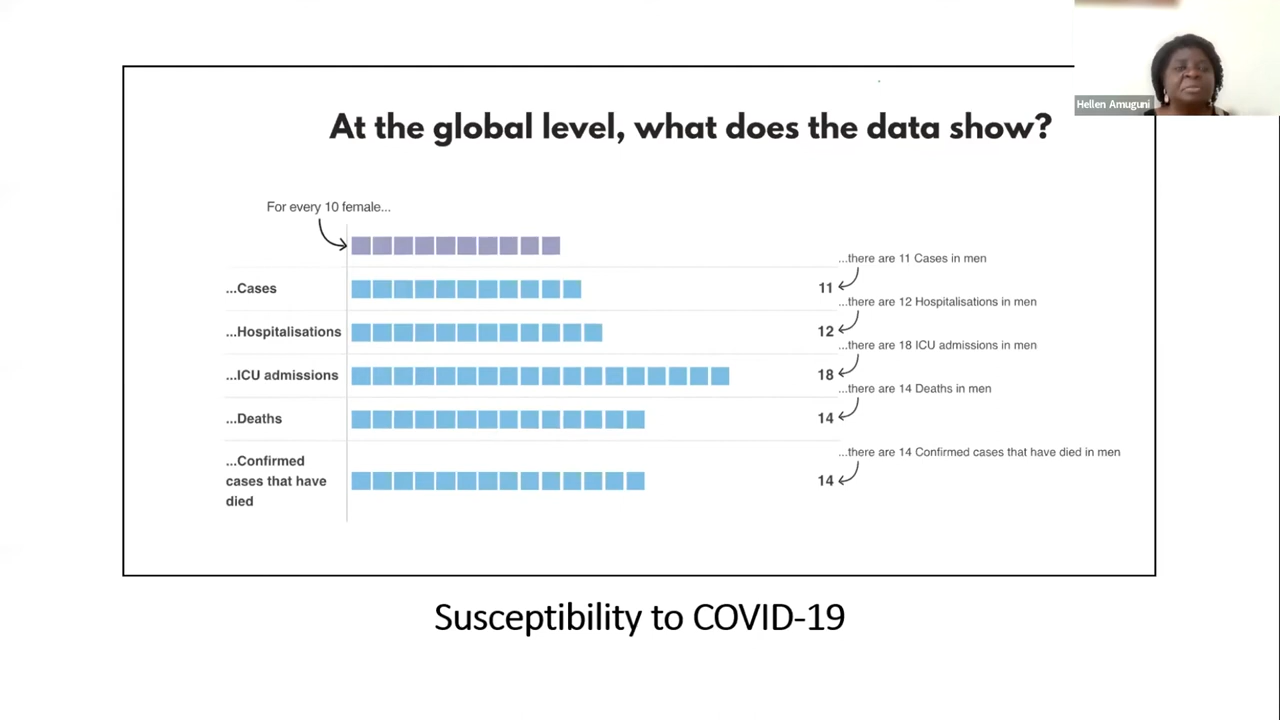 Hellen Amuguni
At the global level, what does the data show?
For every 10 female...
...there are 11 Cases in men
...Cases
11
...there are 12 Hospitalisations in men
...Hospitalisations
12
...there are 18 ICU admissions in men
...ICU admissions
18
...there are 14 Deaths in men
...Deaths
14
...there are 14 Confirmed cases that have died in men
...Confirmed
cases that have
died
14
Susceptibility to COVID-19